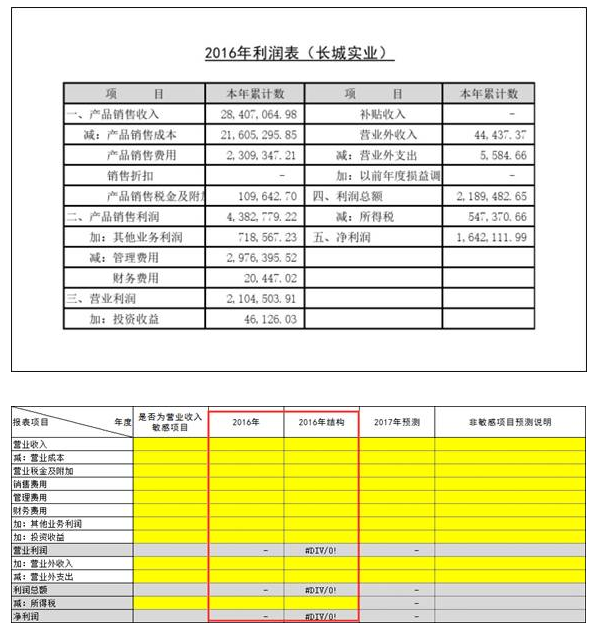 2016年利润表（长城实业）
项 目 本年累计数 项 目 本年累计数
一、产品销售收入 28,407,064.98 补贴收入 -
减：产品销售成本 21,605,295.85 营业外收入 44,437.37
产品销售费用 2,309,347.21 减：营业外支出 5,584.66
销售折扣 - 加：以前年度损益调
产品销售税金及附加 109,642.70 四、利润总额 2,189,482.65
二、产品销售利润 4,382,779.22 减：所得税 547,370.66
加：其他业务利润 718,567.23 五、净利润 1,642,111.99
减：管理费用 2,976,395.52
财务费用 20,447.02
三、营业利润 2,104,503.91
加：投资收益 46,126.03
报表项目 年度 是否为营业收入敏感项目 2016年 2016年结构 2017年预测 非敏感项目预测说明
营业收入
减：营业成本
营业税金及附加
销售费用
管理费用
财务费用
加：其他业务利润
加：投资收益
营业利润 - #DIV/0! -
加：营业外收入
减：营业外支出
利润总额 - #DIV/0! -
减：所得税 -
净利润 - #DIV/0! -